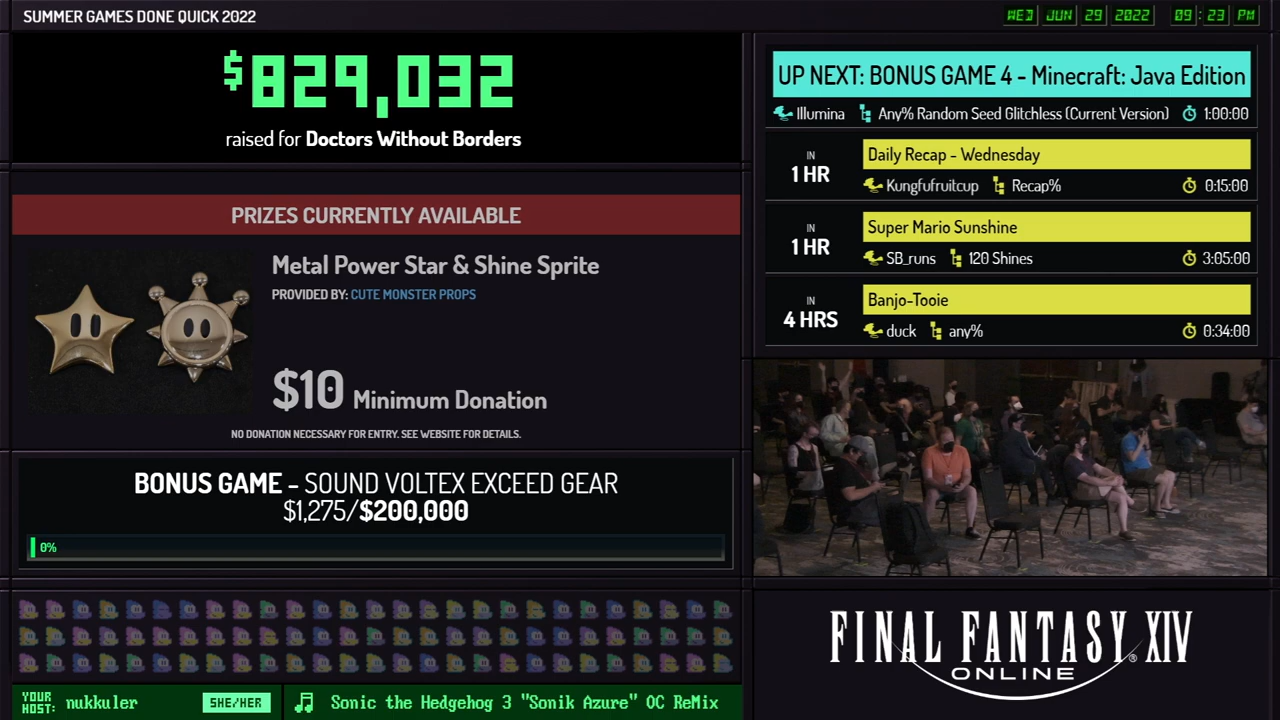 SUMMER GAMES DONE QUICK 2022
WED JUN 29 2022 09:23 PM
$829,032
raised for Doctors Without Borders
PRIZES CURRENTLY AVAILABLE
Metal Power Star & Shine Sprite
PROVIDED BY: CUTE MONSTER PROPS
$10 Minimum Donation
NO DONATION NECESSARY FOR ENTRY. SEE WEBSITE FOR DETAILS.
BONUS GAME - SOUND VOLTEX EXCEED GEAR
$1,275/$200,000
0%
UP NEXT: BONUS GAME 4 - Minecraft: Java Edition
Illumina Any% Random Seed Glitchless (Current Version) 1:00:00
IN 1 HR
Daily Recap - Wednesday
Kungfufruitcup Recap% 0:15:00
IN 1 HR
Super Mario Sunshine
SB_runs 120 Shines 3:05:00
IN 4 HRS
Banjo-Tooie
duck any% 0:34:00
FINAL FANTASY® XIV
ONLINE
YOUR HOST: nukkuler SHE/HER
Sonic the Hedgehog 3 "Sonik Azure" OC ReMix